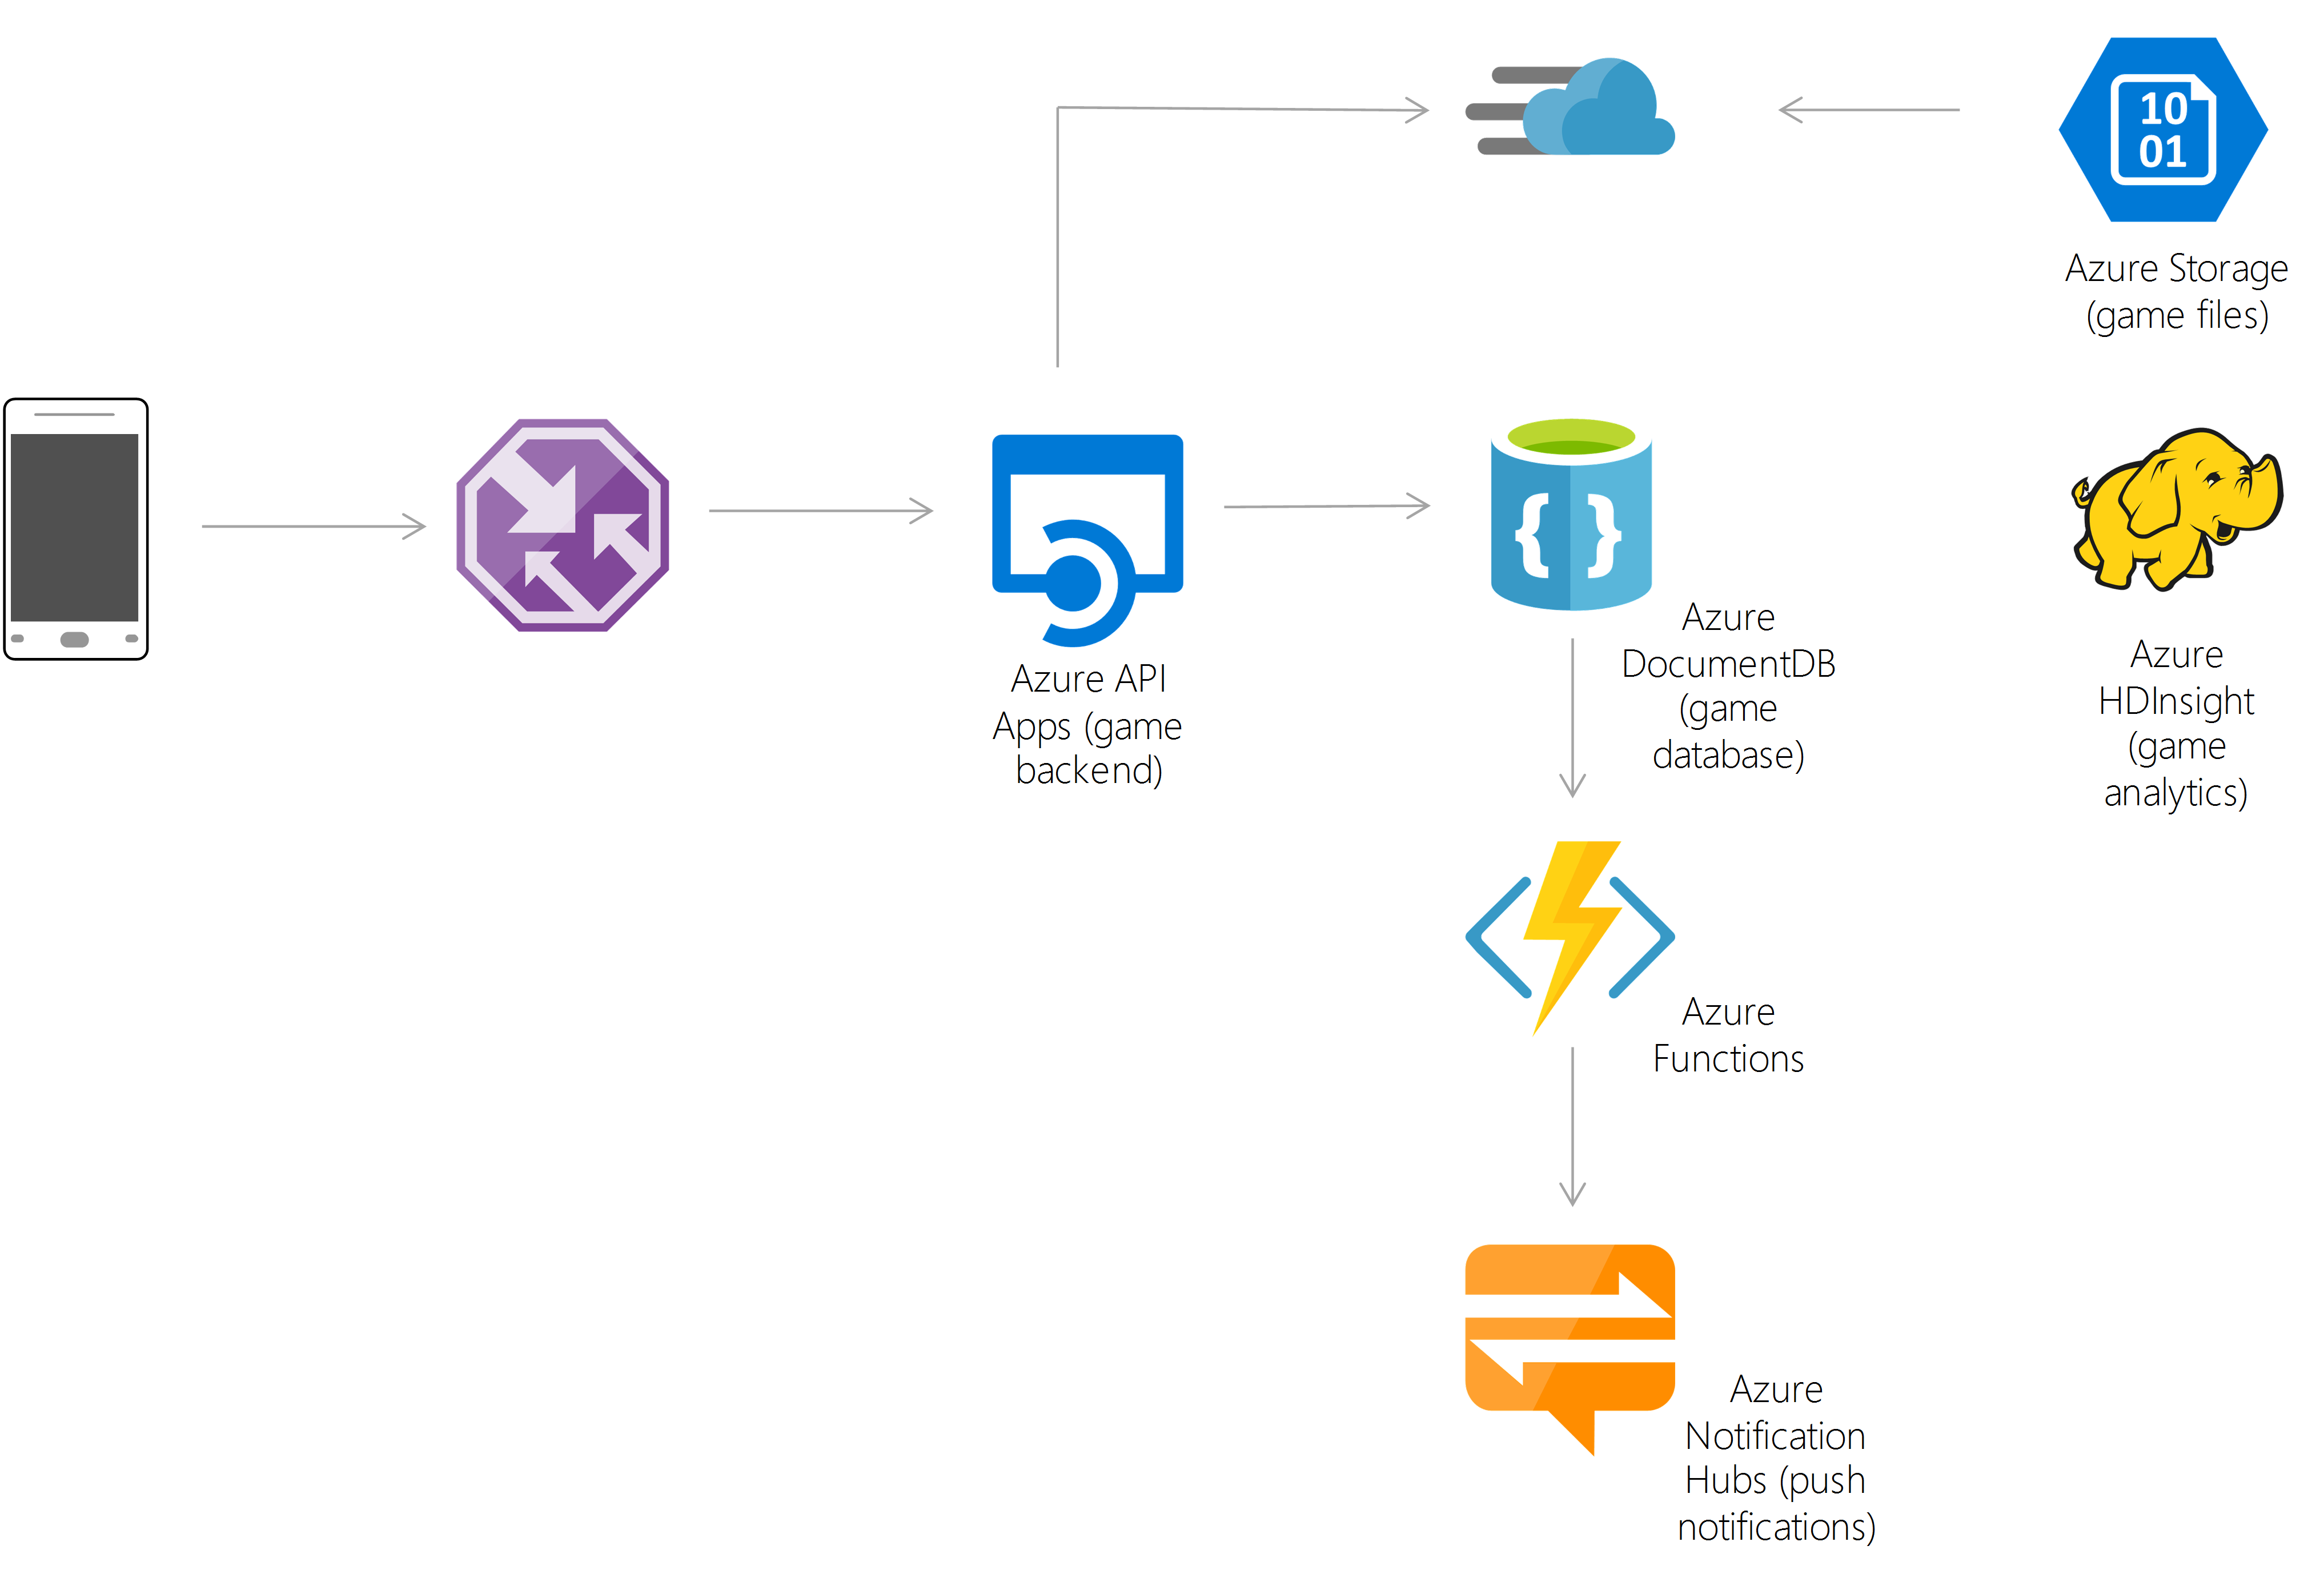 10
01
Azure Storage
(game files)
Azure API
Apps (game
backend)
Azure
DocumentDB
(game
database)
Azure
HDInsight
(game
analytics)
{ }
Azure
Functions
Azure
Notification
Hubs (push
notifications)